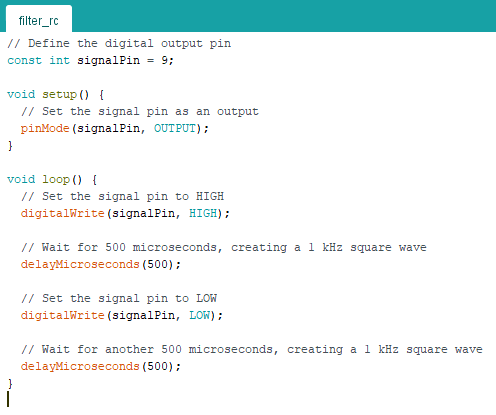 filter_rc
// Define the digital output pin
const int signalPin = 9;
void setup() {
// Set the signal pin as an output
pinMode(signalPin, OUTPUT);
}
void loop() {
// Set the signal pin to HIGH
digitalWrite(signalPin, HIGH);
// Wait for 500 microseconds, creating a 1 kHz square wave
delayMicroseconds(500);
// Set the signal pin to LOW
digitalWrite(signalPin, LOW);
// Wait for another 500 microseconds, creating a 1 kHz square wave
delayMicroseconds(500);
}